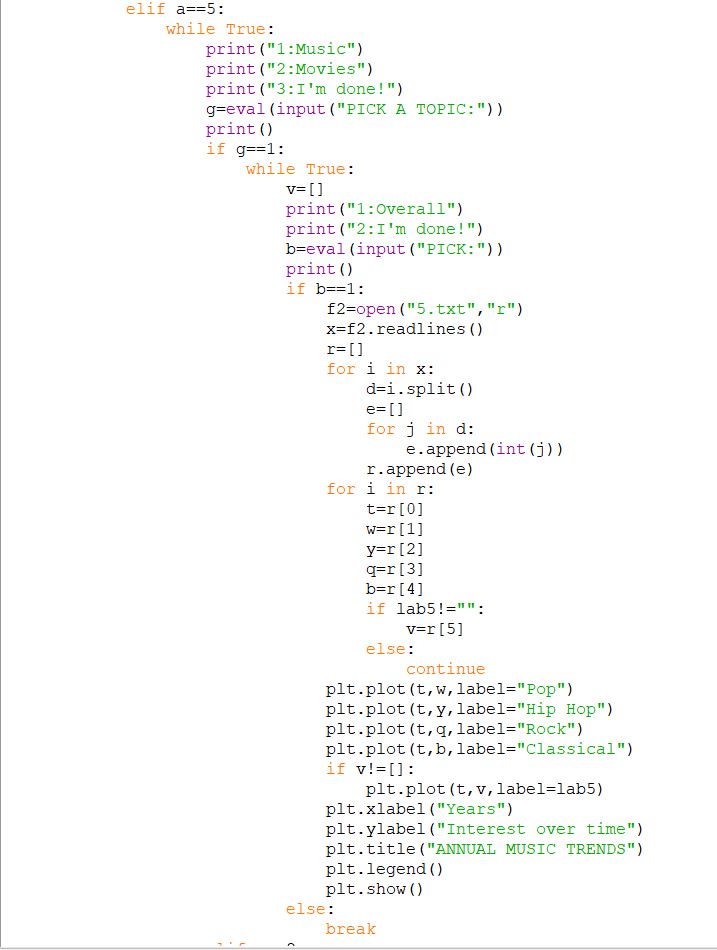 elif a==5:
    while True:
        print("1:Music")
        print("2:Movies")
        print("3:I'm done!")
        g=eval(input("PICK A TOPIC:"))
        print()
        if g==1:
            while True:
                v=[]
                print("1:Overall")
                print("2:I'm done!")
                b=eval(input("PICK:"))
                print()
                if b==1:
                    f2=open("5.txt","r")
                    x=f2.readlines()
                    r=[]
                    for i in x:
                        d=i.split()
                        e=[]
                        for j in d:
                            e.append(int(j))
                        r.append(e)
                    for i in r:
                        t=r[0]
                        w=r[1]
                        y=r[2]
                        q=r[3]
                        b=r[4]
                        if lab5!="":
                            v=r[5]
                        else:
                            continue
                    plt.plot(t,w,label="Pop")
                    plt.plot(t,y,label="Hip Hop")
                    plt.plot(t,q,label="Rock")
                    plt.plot(t,b,label="Classical")
                    if v!=[]:
                        plt.plot(t,v,label=lab5)
                    plt.xlabel("Years")
                    plt.ylabel("Interest over time")
                    plt.title("ANNUAL MUSIC TRENDS")
                    plt.legend()
                    plt.show()
                else:
                    break